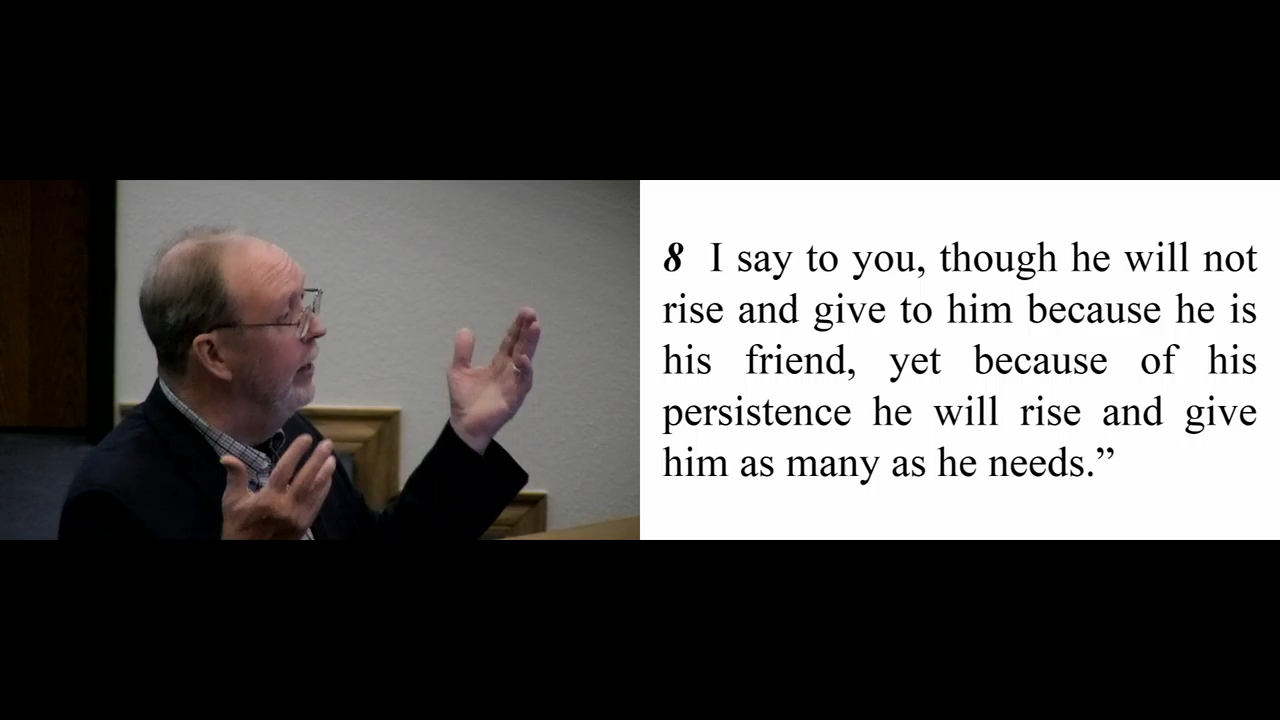 8 I say to you, though he will not
rise and give to him because he is
his friend, yet because of his
persistence he will rise and give
him as many as he needs.”